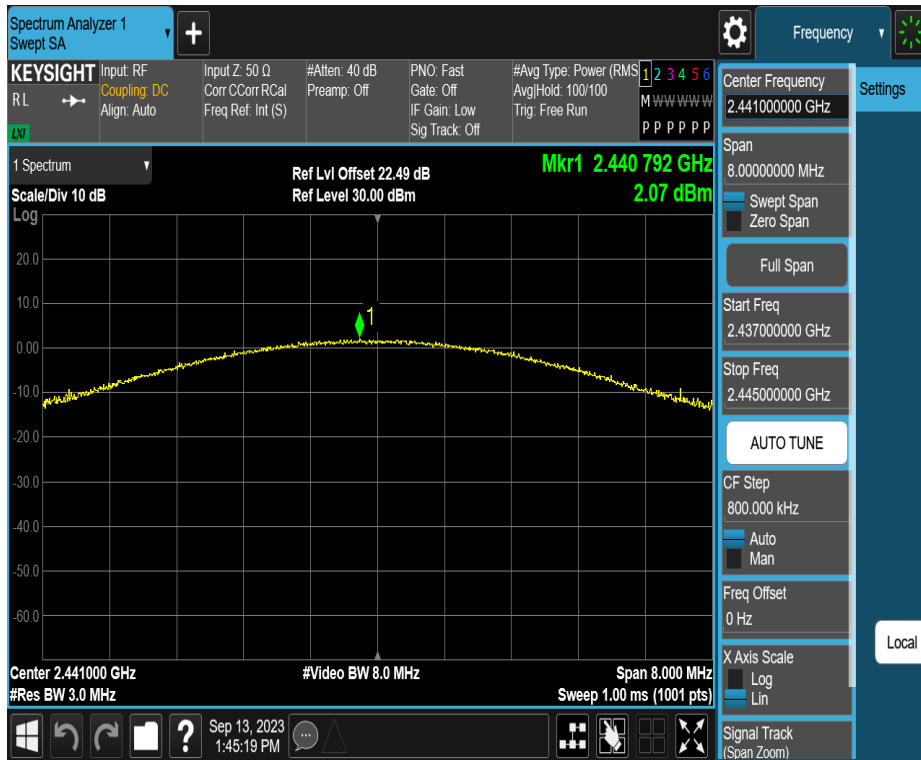 Spectrum Analyzer 1
Swept SA
Frequency
KEYSIGHT
R L
LXI
Input: RF
Coupling: DC
Align: Auto
Input Z: 50 Ω
Corr CCorr RCal
Freq Ref: Int (S)
#Atten: 40 dB
Preamp: Off
PNO: Fast
Gate: Off
IF Gain: Low
Sig Track: Off
#Avg Type: Power (RMS
Avg|Hold: 100/100
Trig: Free Run
1 2 3 4 5 6
M W W W W W
P P P P P P
1 Spectrum
Scale/Div 10 dB
Ref Lvl Offset 22.49 dB
Ref Level 30.00 dBm
Mkr1 2.440 792 GHz
2.07 dBm
Log
20.0
10.0
0.00
-10.0
-20.0
-30.0
-40.0
-50.0
-60.0
1
Center 2.441000 GHz
#Res BW 3.0 MHz
#Video BW 8.0 MHz
Span 8.000 MHz
Sweep 1.00 ms (1001 pts)
Sep 13, 2023
1:45:19 PM
Center Frequency
2.441000000 GHz
Span
8.00000000 MHz
Swept Span
Zero Span
Full Span
Start Freq
2.437000000 GHz
Stop Freq
2.445000000 GHz
AUTO TUNE
CF Step
800.000 kHz
Auto
Man
Freq Offset
0 Hz
X Axis Scale
Log
Lin
Signal Track
(Span Zoom)
Settings
Local